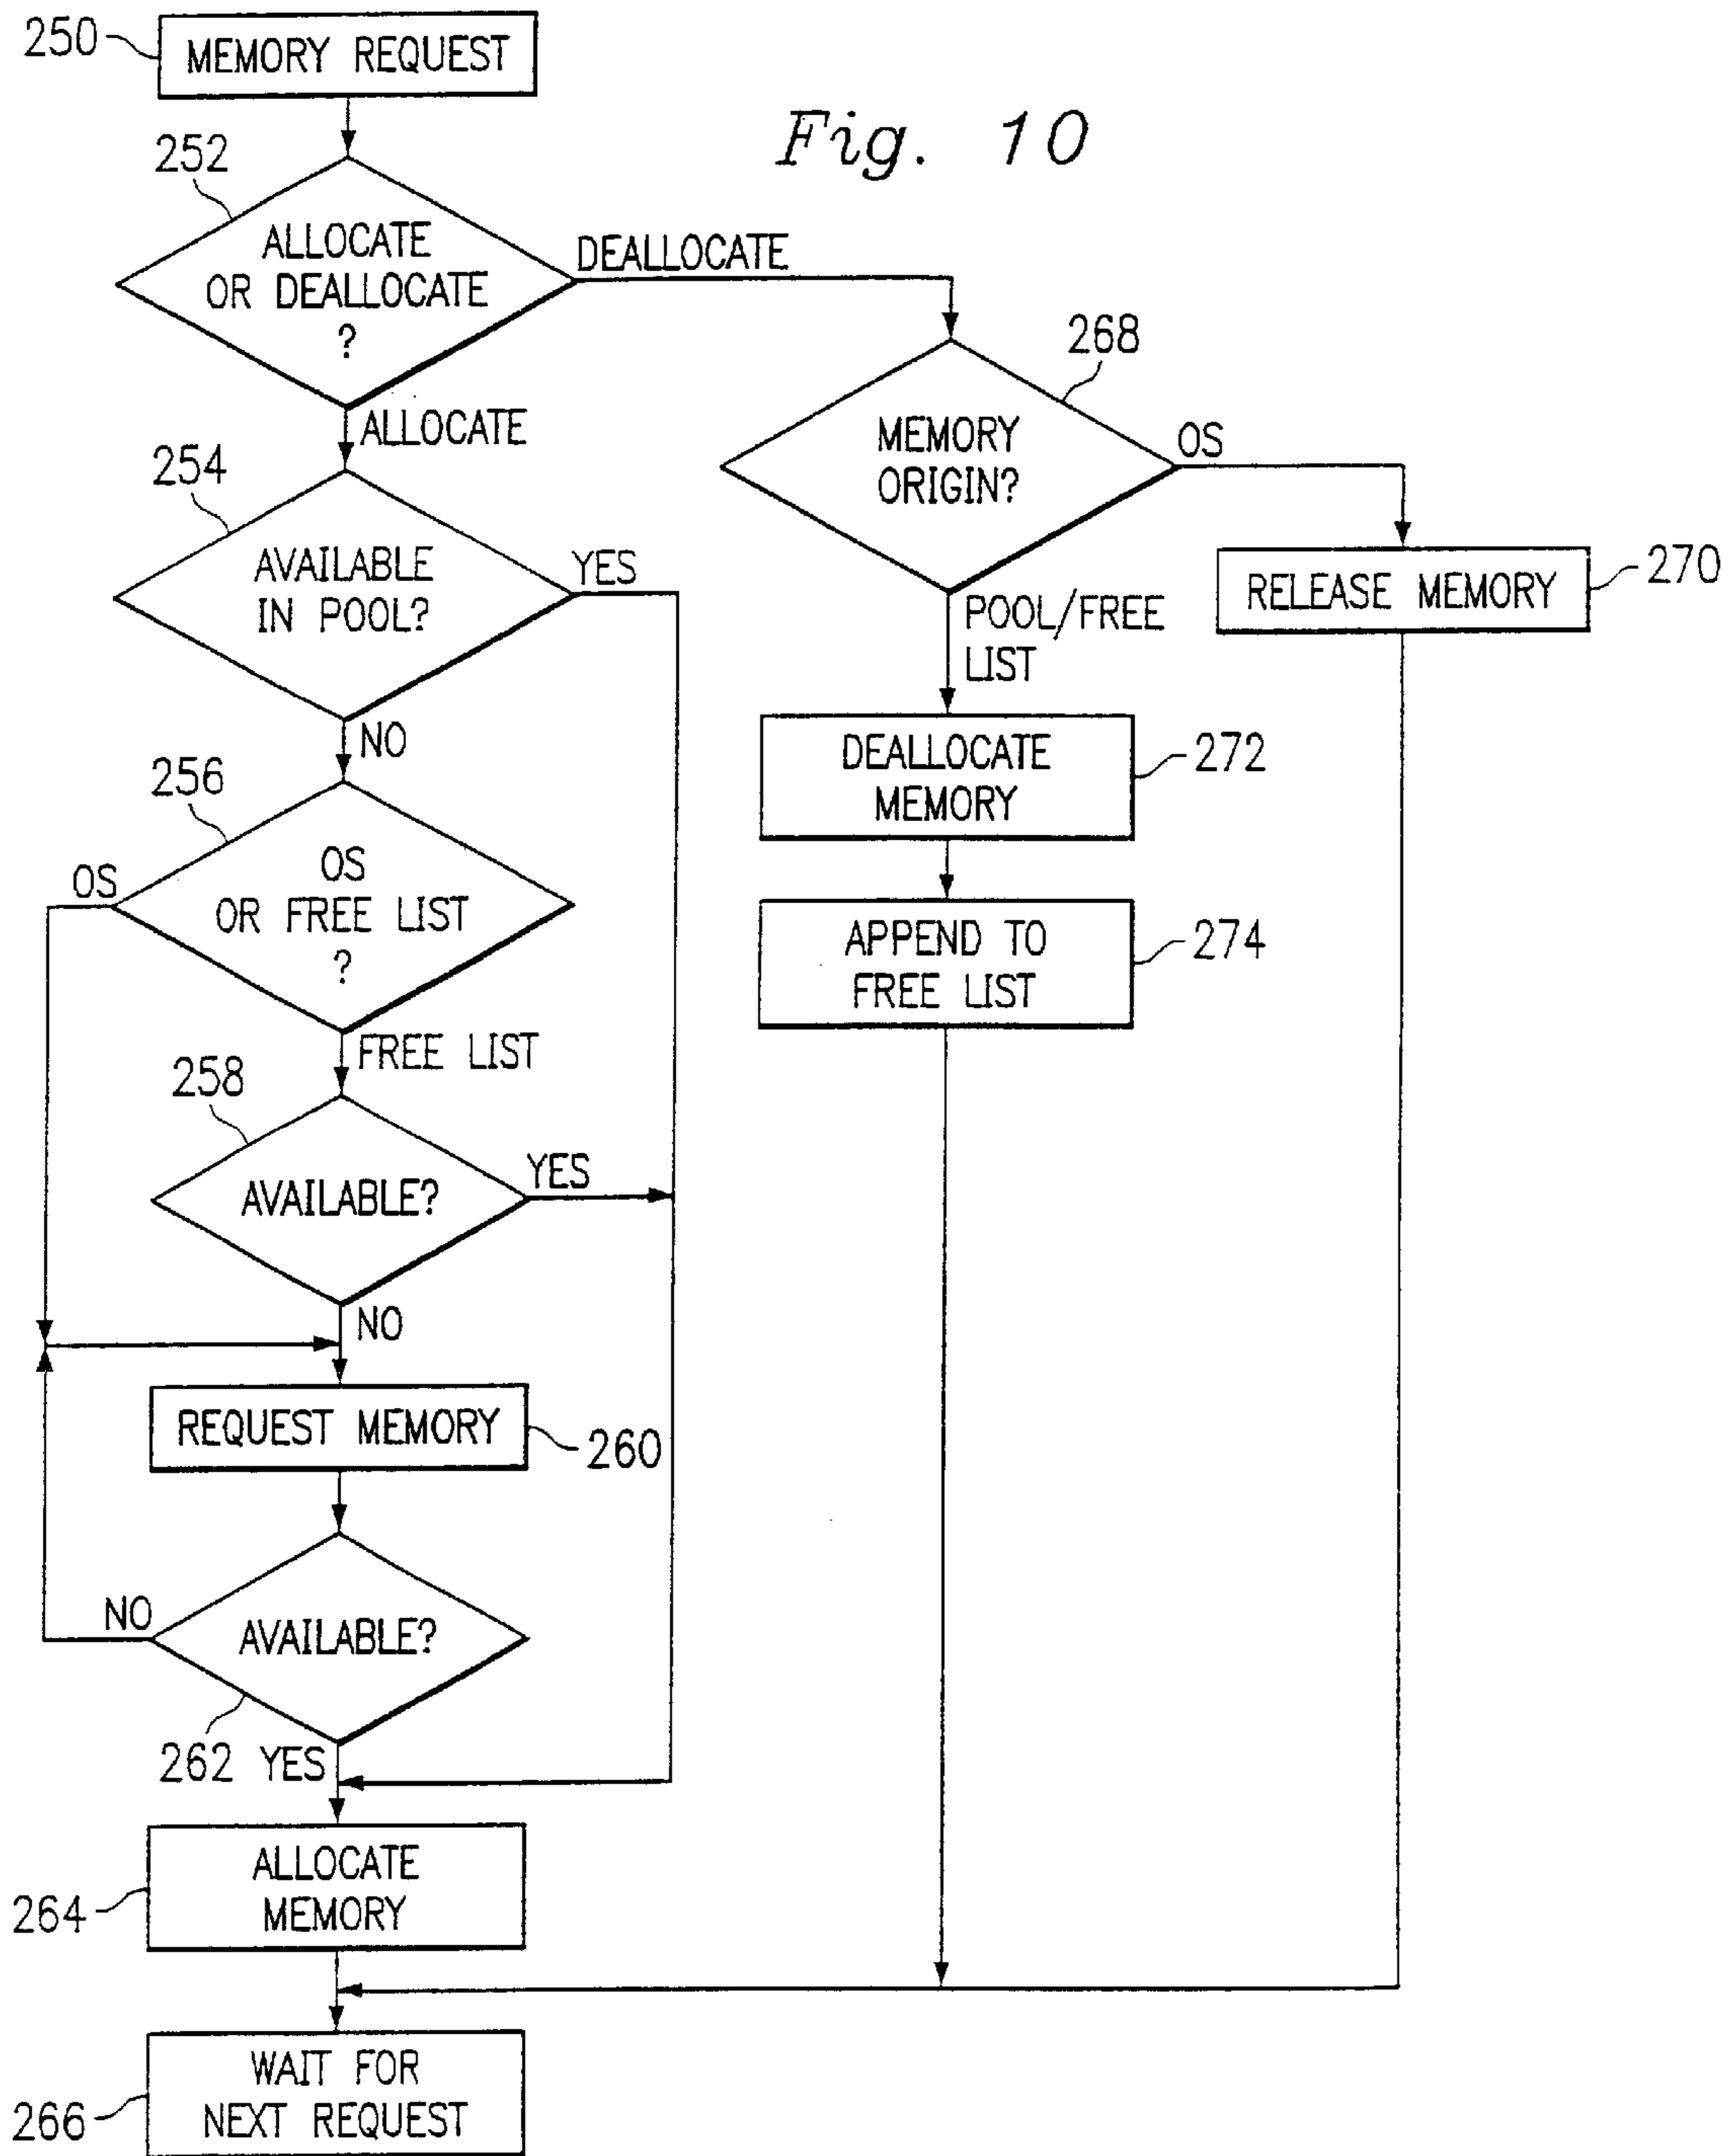 250
MEMORY REQUEST
Fig. 10
252
ALLOCATE
OR DEALLOCATE
?
DEALLOCATE
ALLOCATE
268
MEMORY
ORIGIN?
OS
254
AVAILABLE
IN POOL?
YES
RELEASE MEMORY
270
POOL/FREE
LIST
NO
DEALLOCATE
MEMORY
272
256
OS
OS
OR FREE LIST
?
APPEND TO
FREE LIST
274
FREE LIST
258
AVAILABLE?
YES
NO
REQUEST MEMORY
260
NO
AVAILABLE?
262
YES
ALLOCATE
MEMORY
264
WAIT FOR
NEXT REQUEST
266